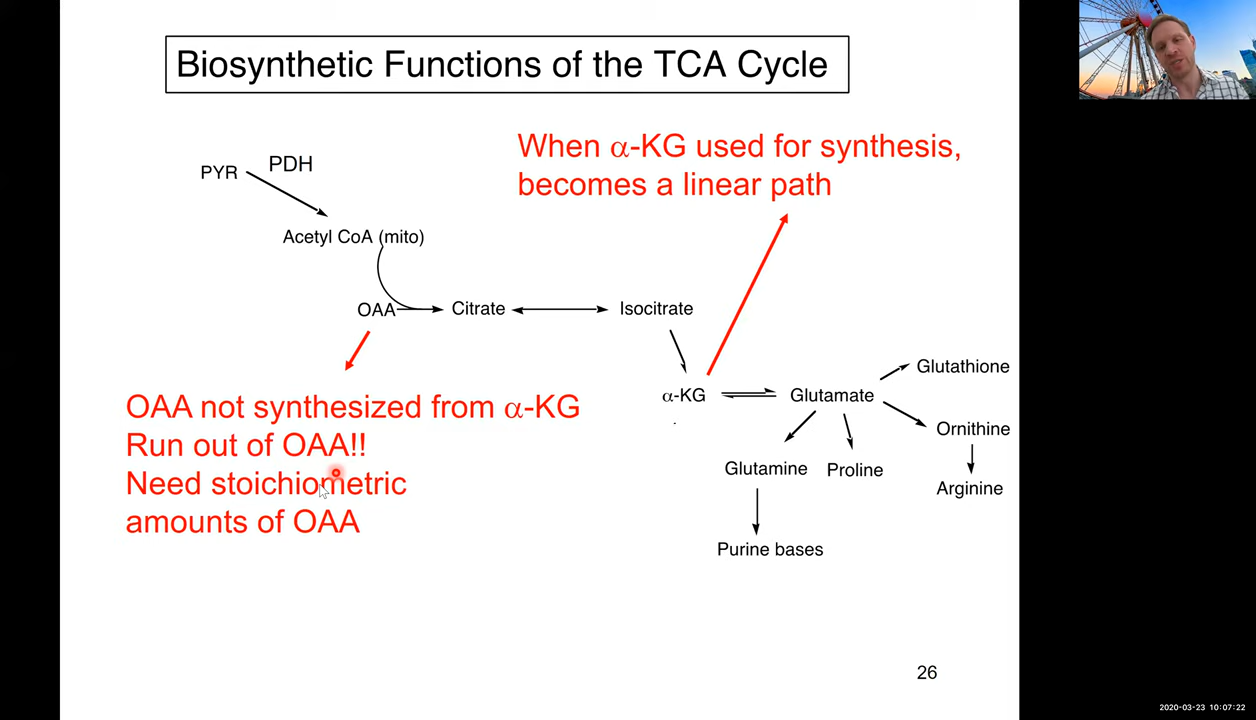 Biosynthetic Functions of the TCA Cycle
When α-KG used for synthesis,
becomes a linear path
PYR
PDH
Acetyl CoA (mito)
OAA
Citrate
Isocitrate
α-KG
Glutamate
Glutathione
Ornithine
Arginine
Glutamine
Proline
Purine bases
OAA not synthesized from α-KG
Run out of OAA!!
Need stoichiometric
amounts of OAA
26
2020-03-23 10:07:22